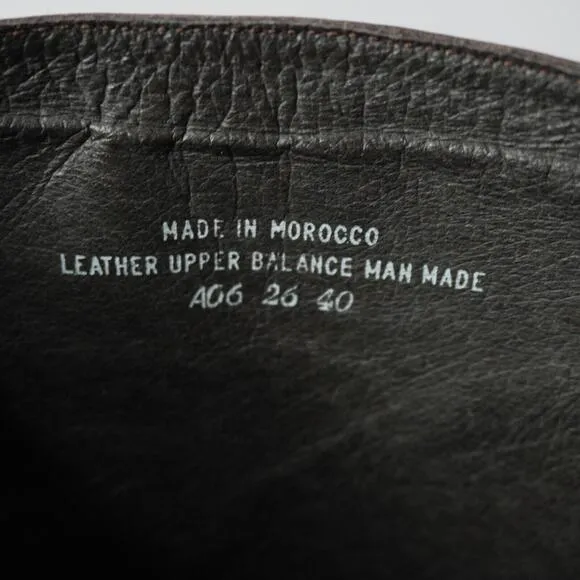 MADE IN MOROCCO
LEATHER UPPER BALANCE MAN MADE
A06 26 40